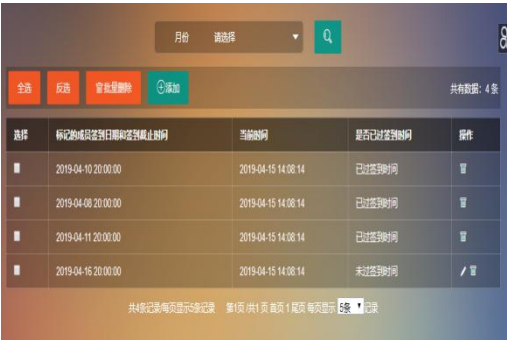 月份 请选择
全选 反选 批量删除 添加 共有数据：4 条
选择 标记的成员签到日期和签到截止时间 当前时间 是否已过签到时间 操作
2019-04-10 20:00:00 2019-04-15 14:08:14 已过签到时间
2019-04-08 20:00:00 2019-04-15 14:08:14 已过签到时间
2019-04-11 20:00:00 2019-04-15 14:08:14 已过签到时间
2019-04-16 20:00:00 2019-04-15 14:08:14 未过签到时间
共4条记录/每页显示5条记录 第1页 /共1 页 首页 1 尾页 每页显示 5条 记录